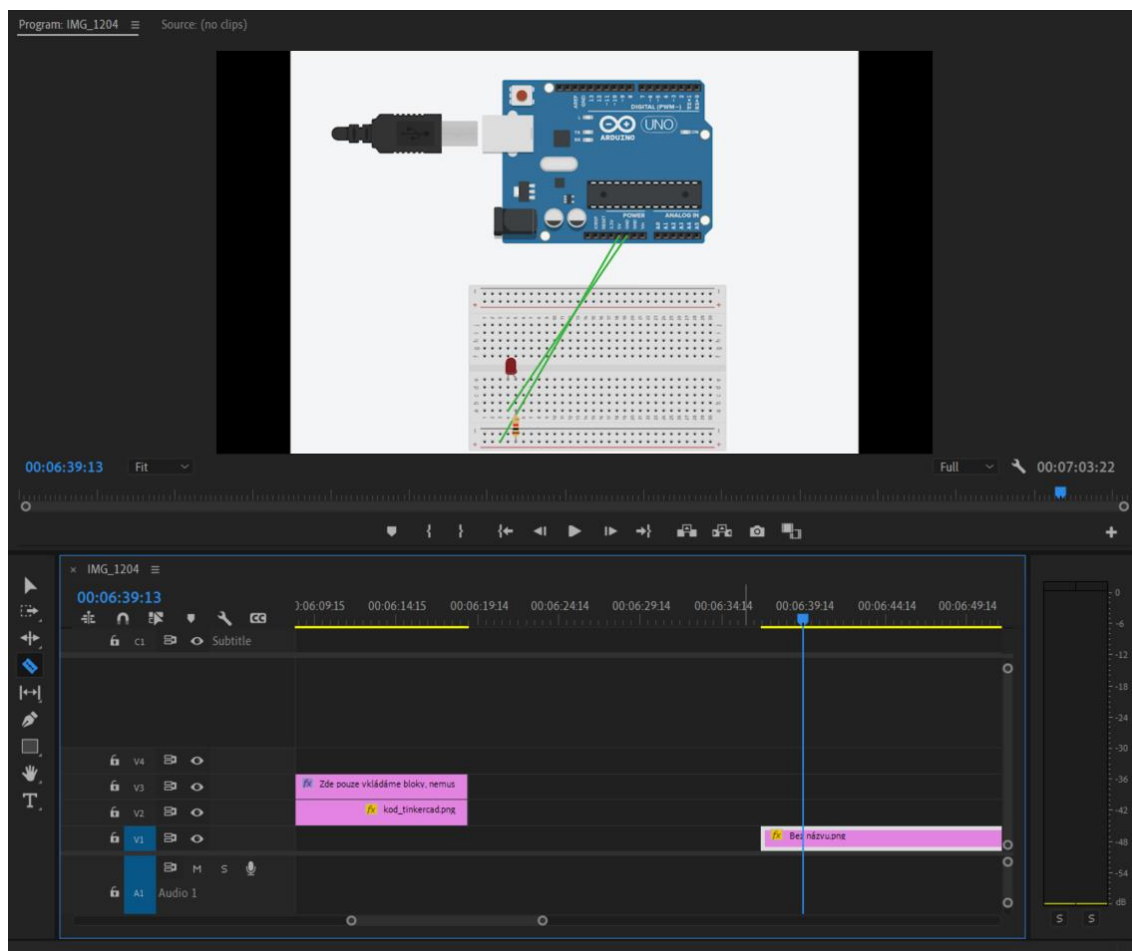 Program: IMG_1204
Source: (no clips)
DIGITAL (PWM~)
UNO
ARDUINO
POWER
ANALOG IN
00:06:39:13
Fit
Full
00:07:03:22
× IMG_1204
00:06:39:13
0:06:09:15 00:06:14:15 00:06:19:14 00:06:24:14 00:06:29:14 00:06:34:14 00:06:39:14 00:06:44:14 00:06:49:14
C1 Subtitle
V4
V3 fx Zde pouze vkládáme bloky, nemus
V2 fx kod_tinkercad.png
V1 fx Bez názvu.png
M S
A1 Audio 1
0
-6
-12
-18
-24
-30
-36
-42
-48
-54
dB
S S